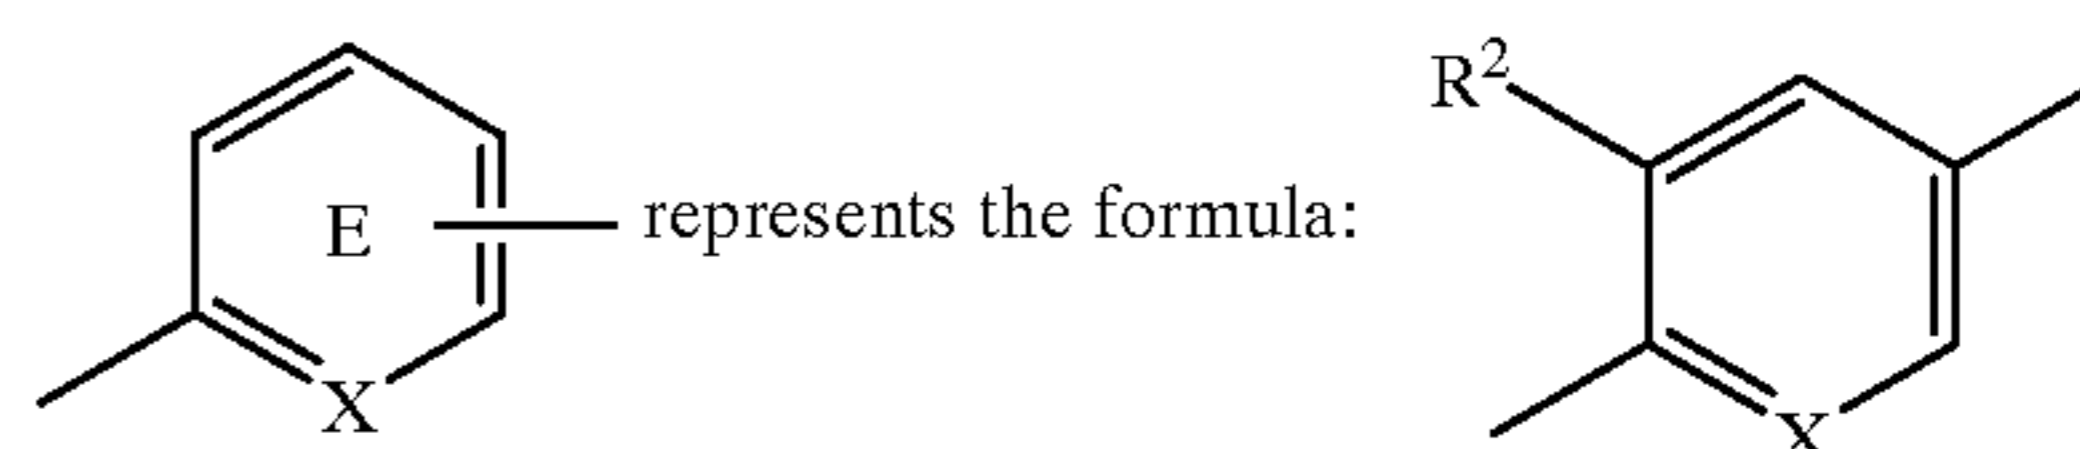 R²
E represents the formula:
X X